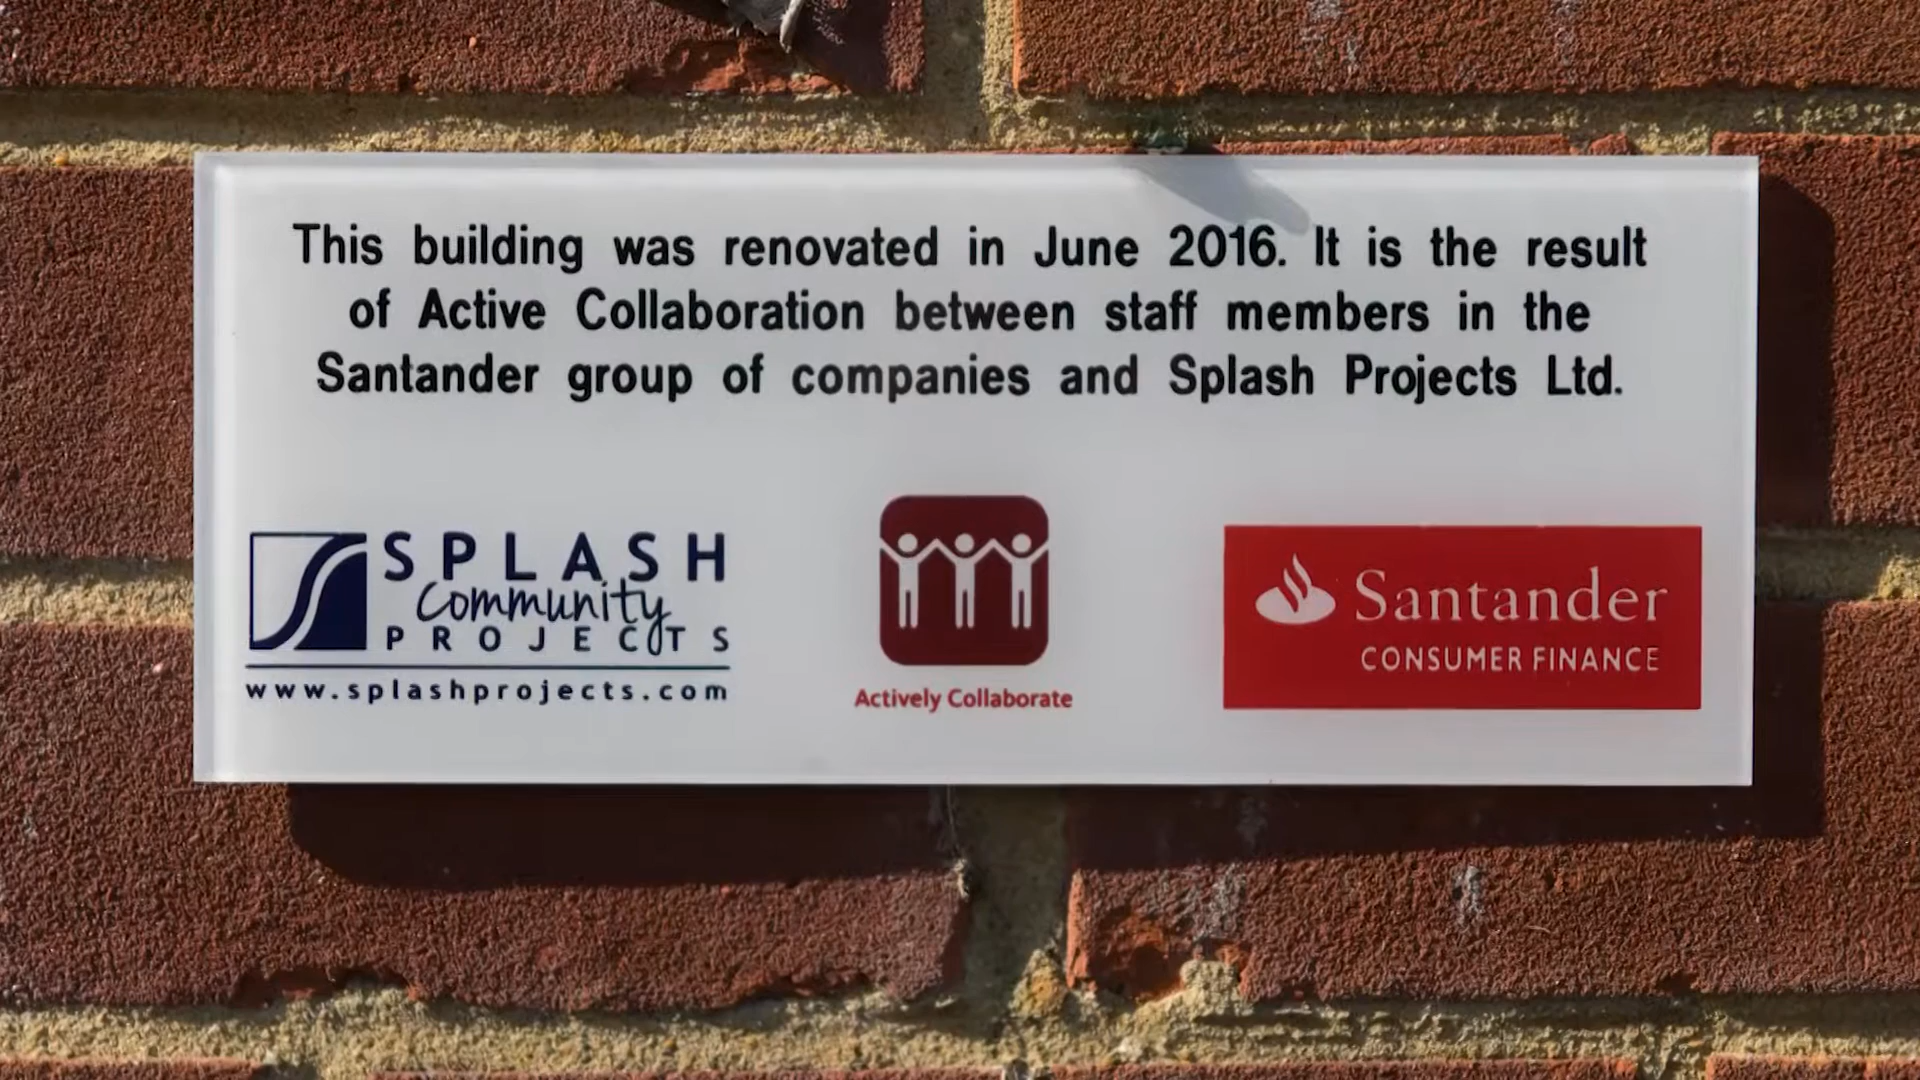 This building was renovated in June 2016. It is the result
of Active Collaboration between staff members in the
Santander group of companies and Splash Projects Ltd.
SPLASH
Community
PROJECTS
www.splashprojects.com
Actively Collaborate
Santander
CONSUMER FINANCE